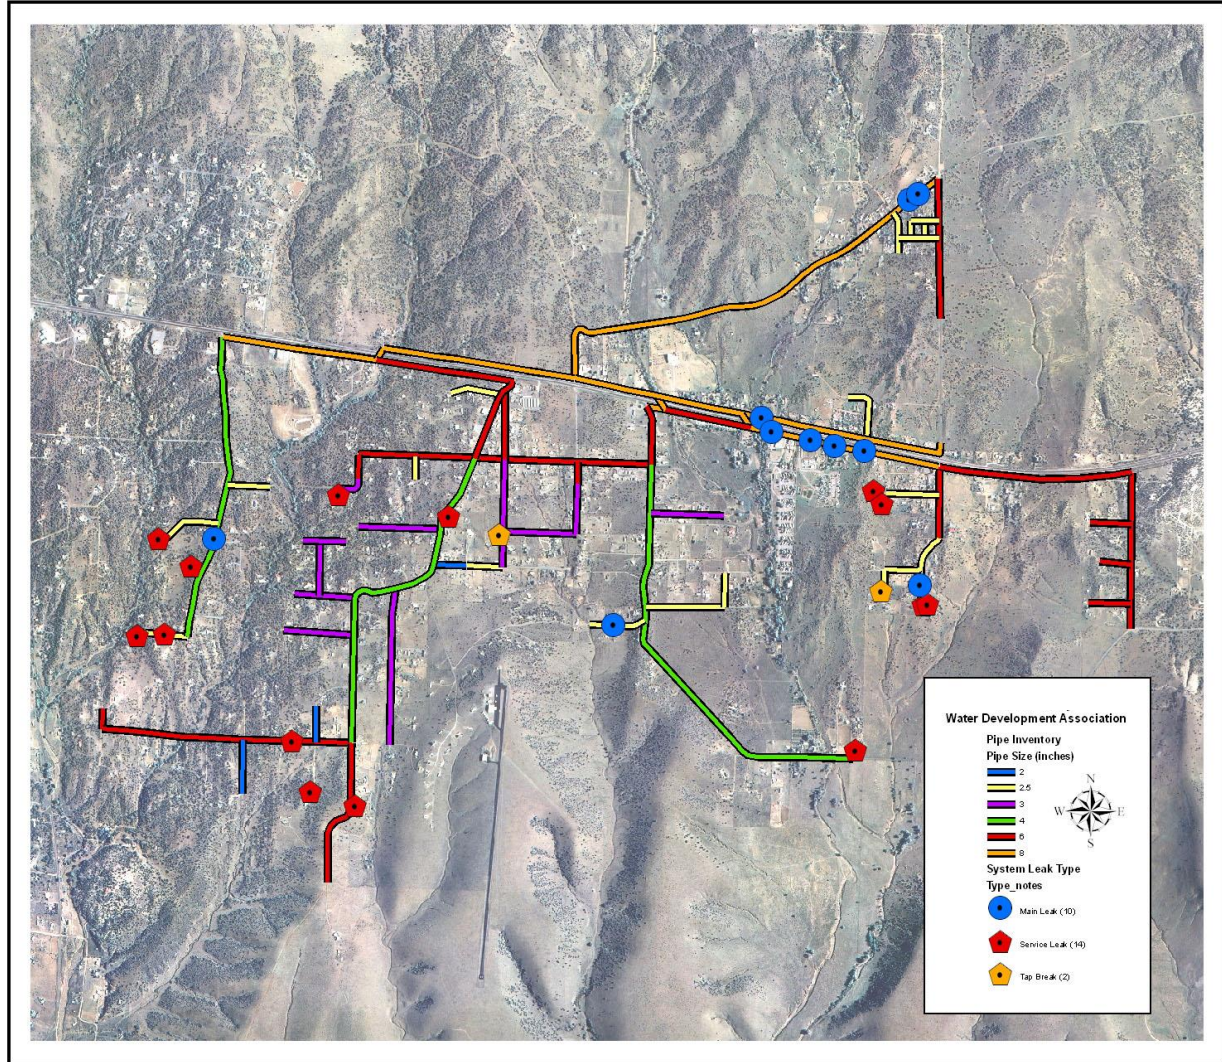 Water Development Association
Pipe Inventory
Pipe Size (inches)
2
2.5
3
4
6
8
N
W
E
S
System Leak Type
Type_notes
Main Leak (10)
Service Leak (14)
Tap Break (2)